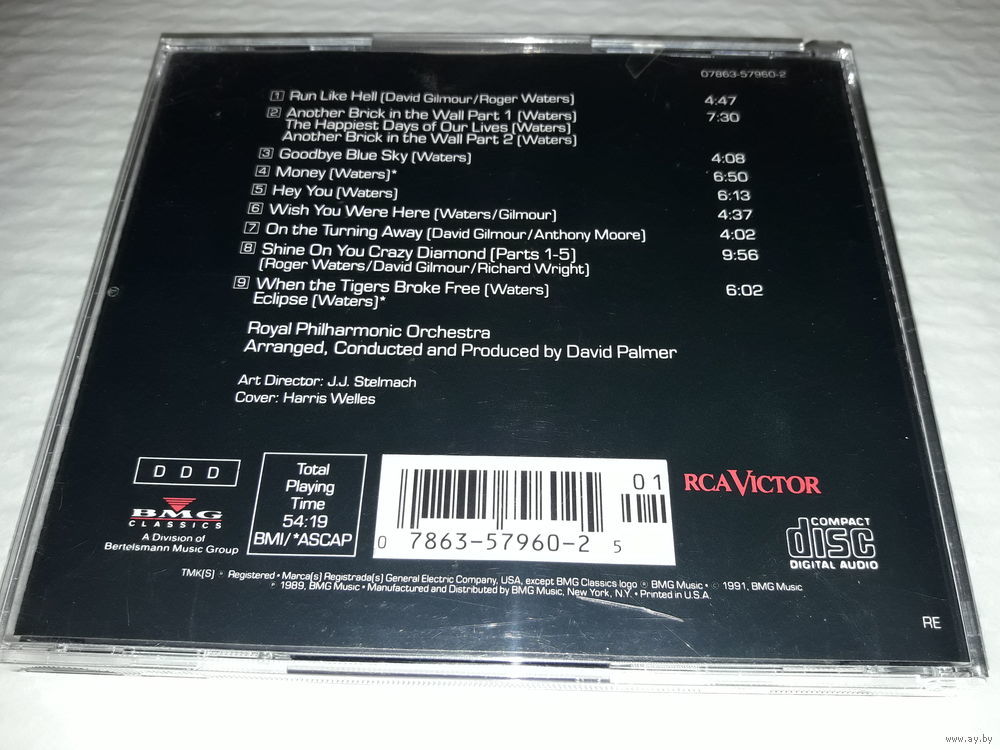 07863-57960-2
1 Run Like Hell (David Gilmour/Roger Waters) 4:47
2 Another Brick in the Wall Part 1 (Waters) 7:30
The Happiest Days of Our Lives (Waters)
Another Brick in the Wall Part 2 (Waters)
3 Goodbye Blue Sky (Waters) 4:08
4 Money (Waters)* 6:50
5 Hey You (Waters) 6:13
6 Wish You Were Here (Waters/Gilmour) 4:37
7 On the Turning Away (David Gilmour/Anthony Moore) 4:02
8 Shine On You Crazy Diamond (Parts 1-5) 9:56
(Roger Waters/David Gilmour/Richard Wright)
9 When the Tigers Broke Free (Waters) 6:02
Eclipse (Waters)*
Royal Philharmonic Orchestra
Arranged, Conducted and Produced by David Palmer
Art Director: J.J. Stelmach
Cover: Harris Welles
D D D
BMG
CLASSICS
A Division of
Bertelsmann Music Group
Total
Playing
Time
54:19
BMI/*ASCAP
01
0 7863-57960-2 5
RCA VICTOR
COMPACT
disc
DIGITAL AUDIO
TMK(S) ® Registered • Marca(s) Registrada(s) General Electric Company, USA, except BMG Classics logo ® BMG Music • © 1991, BMG Music
℗ 1989, BMG Music • Manufactured and Distributed by BMG Music, New York, N.Y. • Printed in U.S.A.
RE
www.ay.by